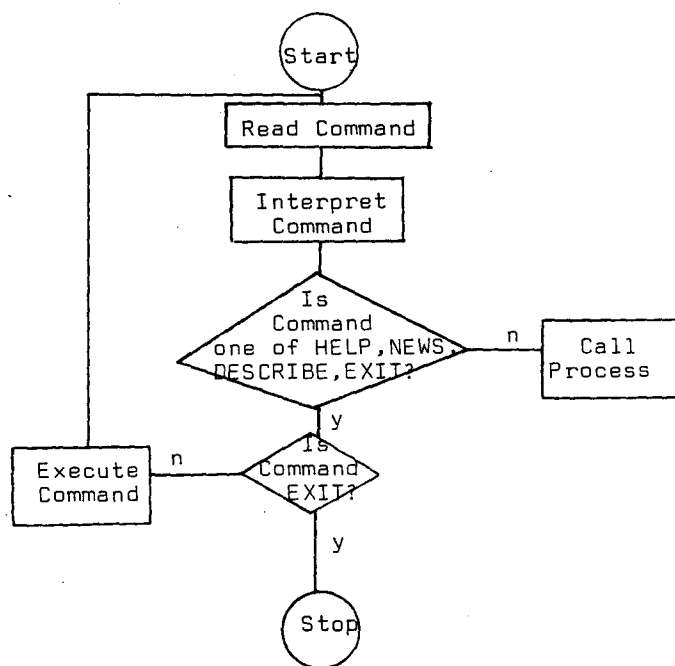 Start
Read Command
Interpret
Command
Is
Command
one of HELP,NEWS,
DESCRIBE,EXIT?
n
Call
Process
y
Is
Command
EXIT?
n
Execute
Command
y
Stop